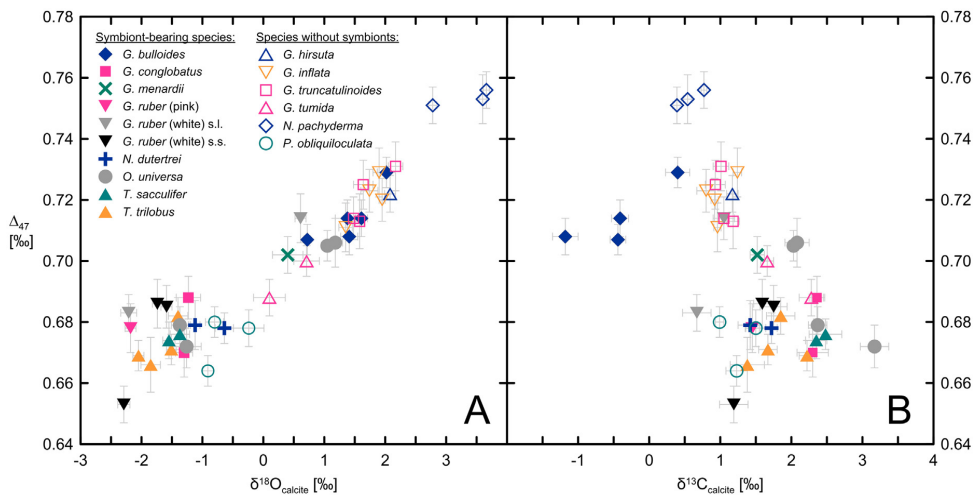 Symbiont-bearing species:
G. bulloides
G. conglobatus
G. menardii
G. ruber (pink)
G. ruber (white) s.l.
G. ruber (white) s.s.
N. dutertrei
O. universa
T. sacculifer
T. trilobus
Species without symbionts:
G. hirsuta
G. inflata
G. truncatulinoides
G. tumida
N. pachyderma
P. obliquiloculata
0.78
0.76
0.74
0.72
0.70
0.68
0.66
0.64
Δ47
[‰]
A
-3 -2 -1 0 1 2 3 4
δ18Ocalcite [‰]
B
-2 0 1 2 3 4
δ13Ccalcite [‰]
0.78
0.76
0.74
0.72
0.70
0.68
0.66
0.64